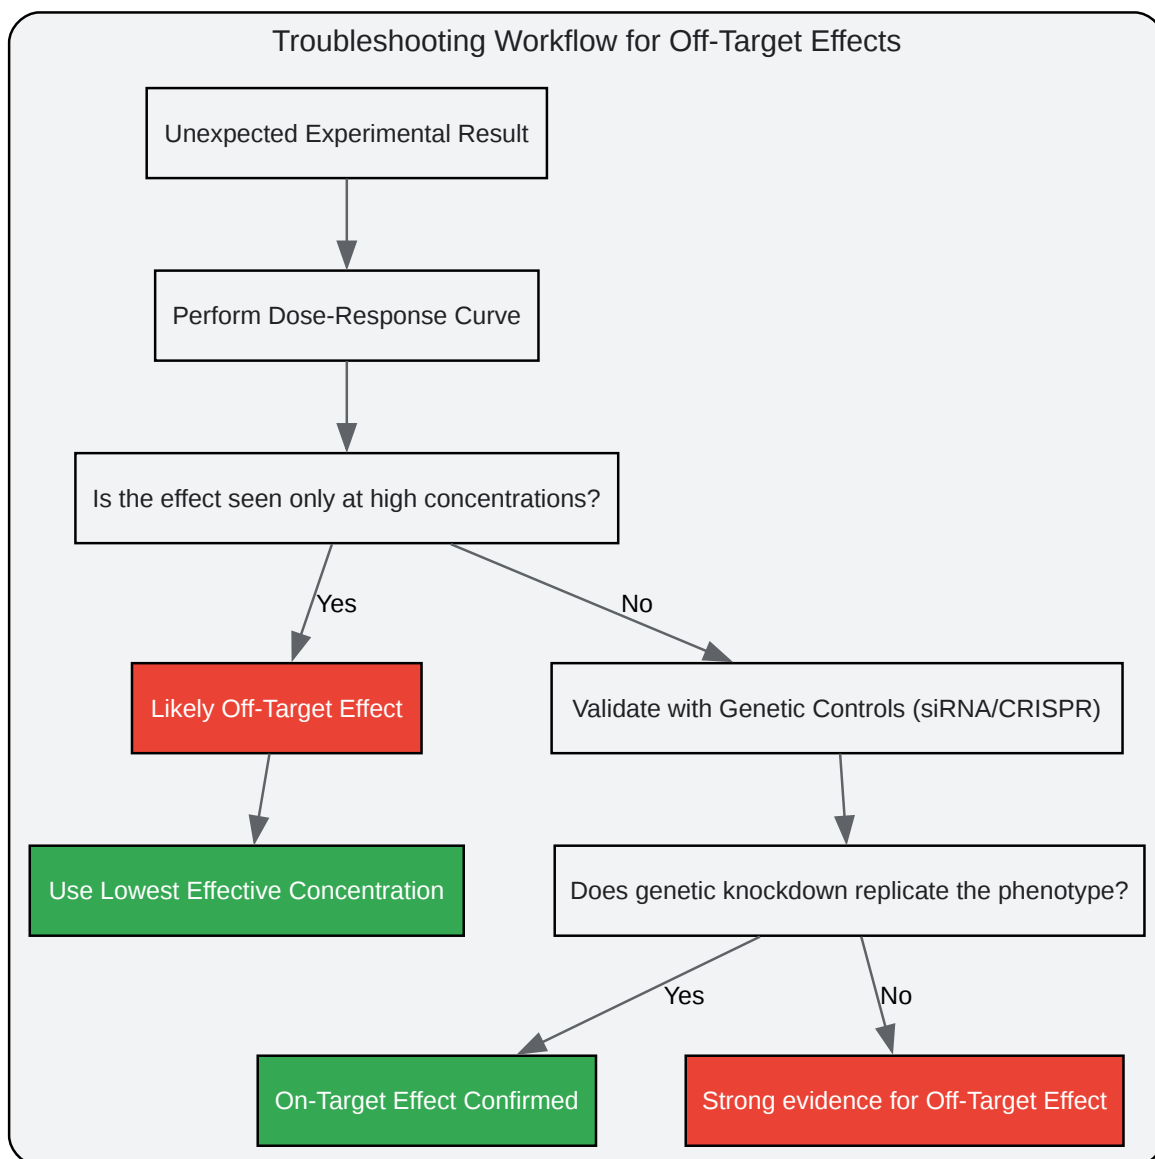 Troubleshooting Workflow for Off-Target Effects
Unexpected Experimental Result
Perform Dose-Response Curve
Is the effect seen only at high concentrations?
Yes
No
Likely Off-Target Effect
Validate with Genetic Controls (siRNA/CRISPR)
Use Lowest Effective Concentration
Does genetic knockdown replicate the phenotype?
Yes
No
On-Target Effect Confirmed
Strong evidence for Off-Target Effect